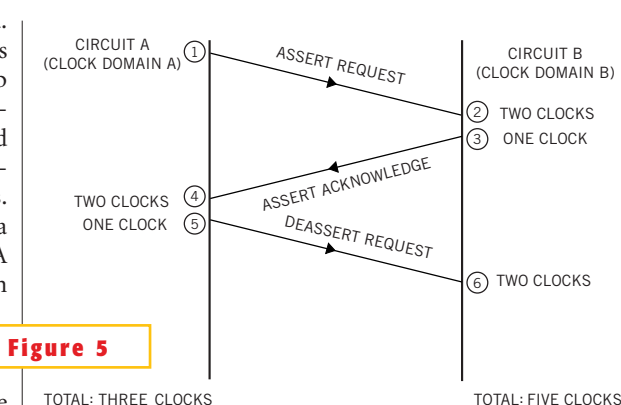 CIRCUIT A
(CLOCK DOMAIN A)
1
ASSERT REQUEST
CIRCUIT B
(CLOCK DOMAIN B)
2 TWO CLOCKS
3 ONE CLOCK
ASSERT ACKNOWLEDGE
TWO CLOCKS 4
ONE CLOCK 5
DEASSERT REQUEST
6 TWO CLOCKS
Figure 5
TOTAL: THREE CLOCKS
TOTAL: FIVE CLOCKS